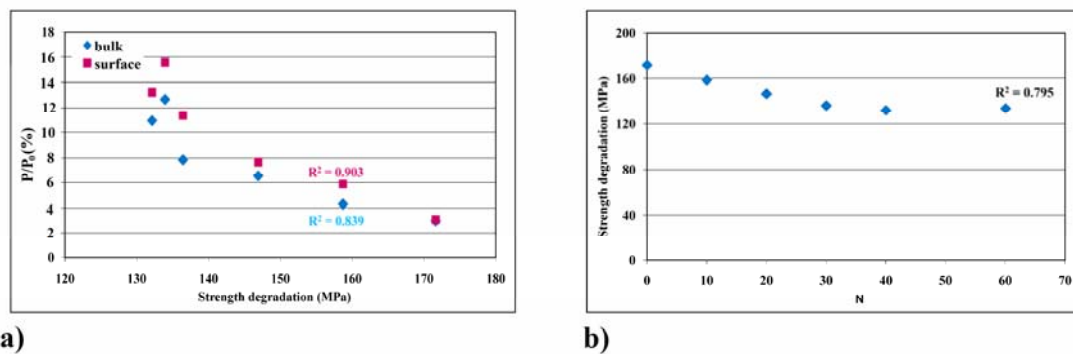 18
16
14
12
10
8
6
4
2
0
P/P0(%)
bulk
surface
R² = 0.903
R² = 0.839
120 130 140 150 160 170 180
Strength degradation (MPa)
a)
200
160
120
80
40
0
Strength degradation (MPa)
R² = 0.795
0 10 20 30 40 50 60 70
N
b)